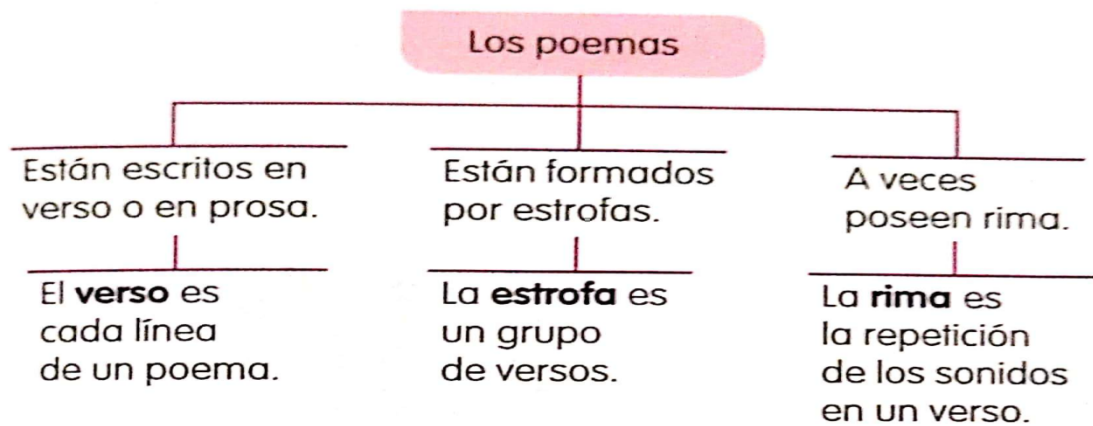 Los poemas
Están escritos en
verso o en prosa.
El verso es
cada línea
de un poema.
Están formados
por estrofas.
La estrofa es
un grupo
de versos.
A veces
poseen rima.
La rima es
la repetición
de los sonidos
en un verso.